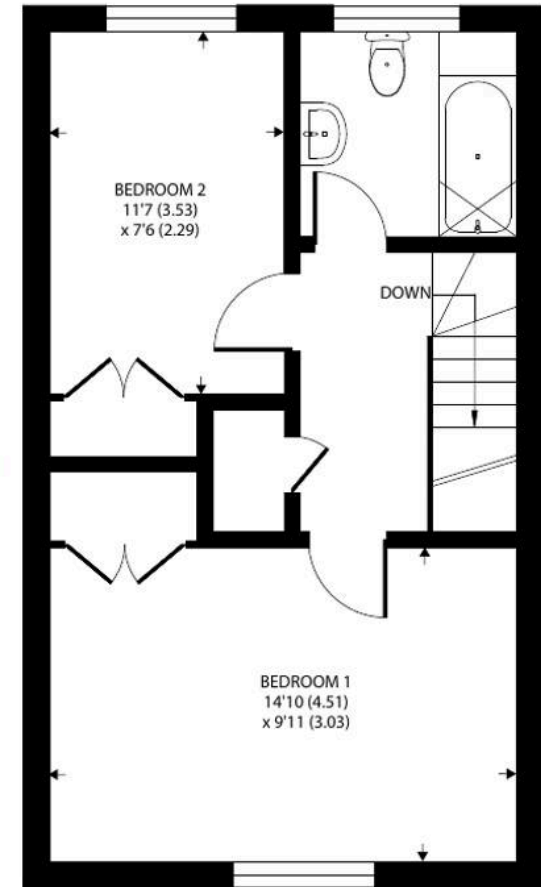 BEDROOM 2
11'7 (3.53)
x 7'6 (2.29)
DOWN
BEDROOM 1
14'10 (4.51)
x 9'11 (3.03)